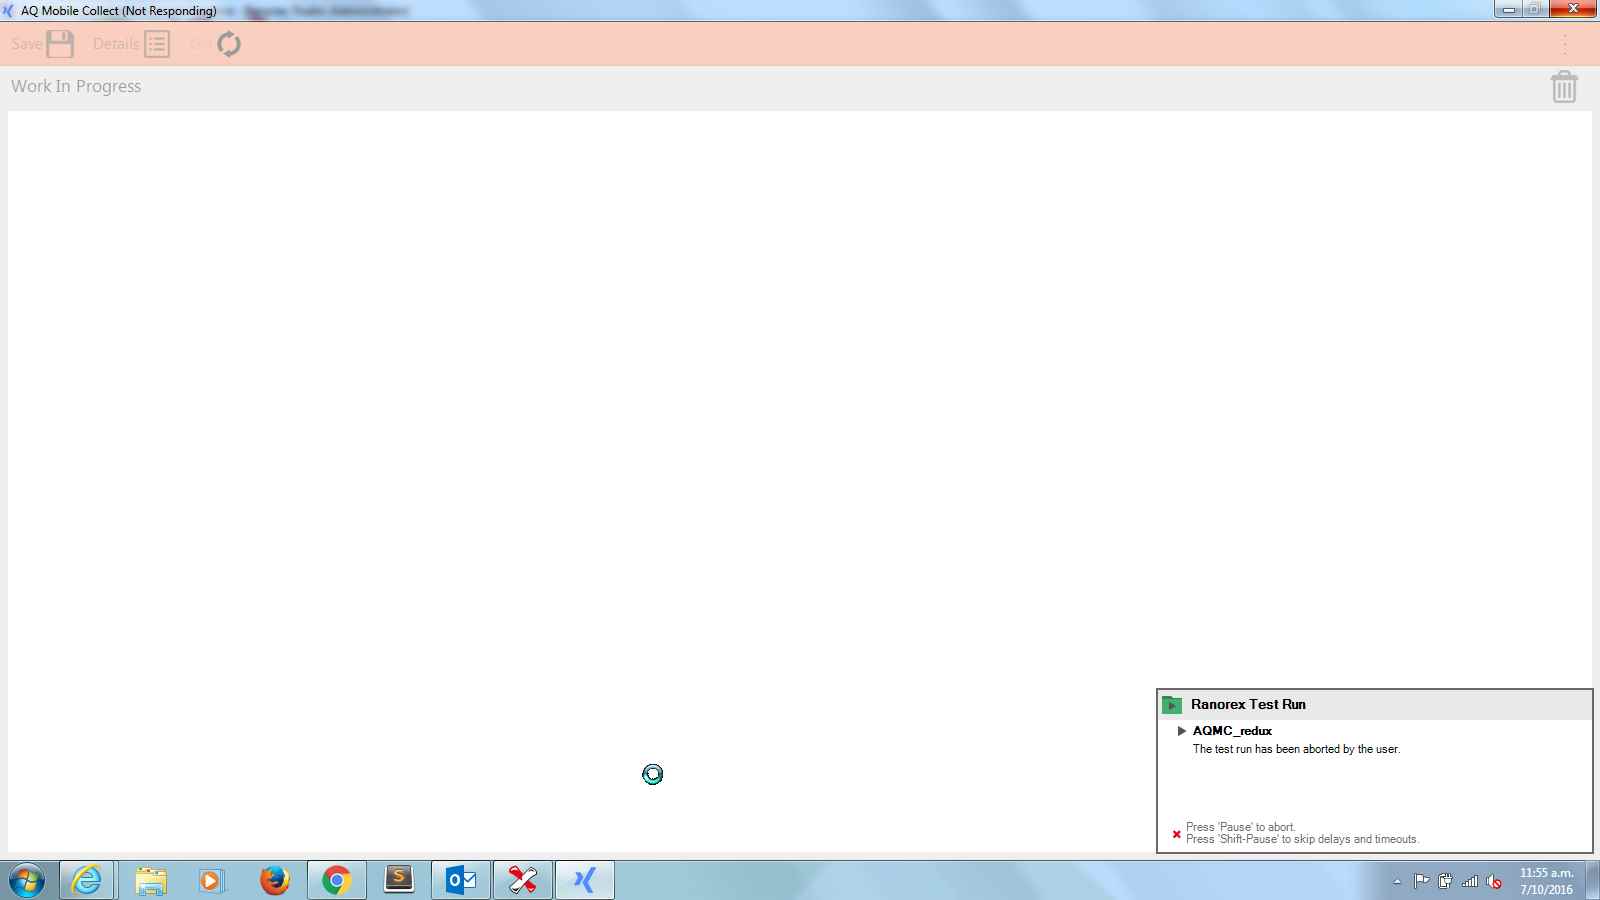 AQ Mobile Collect (Not Responding)
Save
Details
Work In Progress
Ranorex Test Run
AQMC_redux
The test run has been aborted by the user.
Press 'Pause' to abort.
Press 'Shift-Pause' to skip delays and timeouts.
11:55 a.m.
7/10/2016